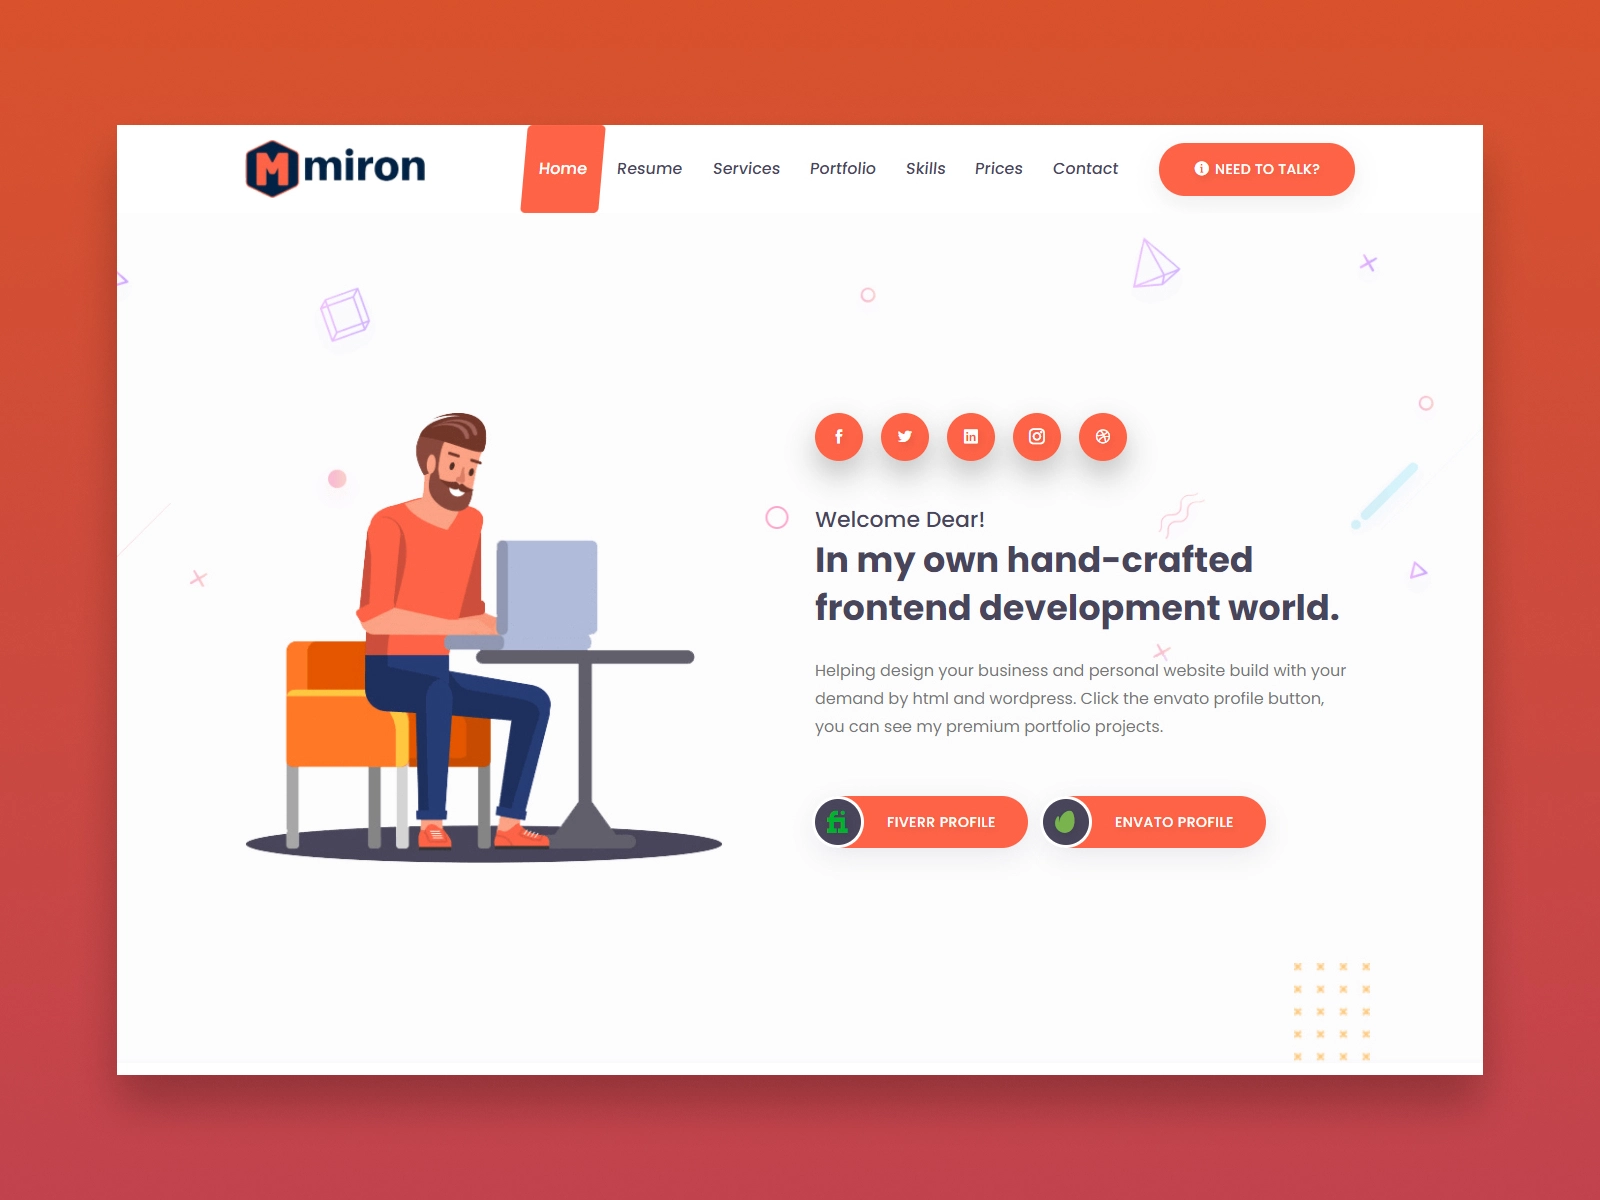 miron
Home Resume Services Portfolio Skills Prices Contact NEED TO TALK?
Welcome Dear!
In my own hand-crafted
frontend development world.
Helping design your business and personal website build with your
demand by html and wordpress. Click the envato profile button,
you can see my premium portfolio projects.
fi FIVERR PROFILE ENVATO PROFILE